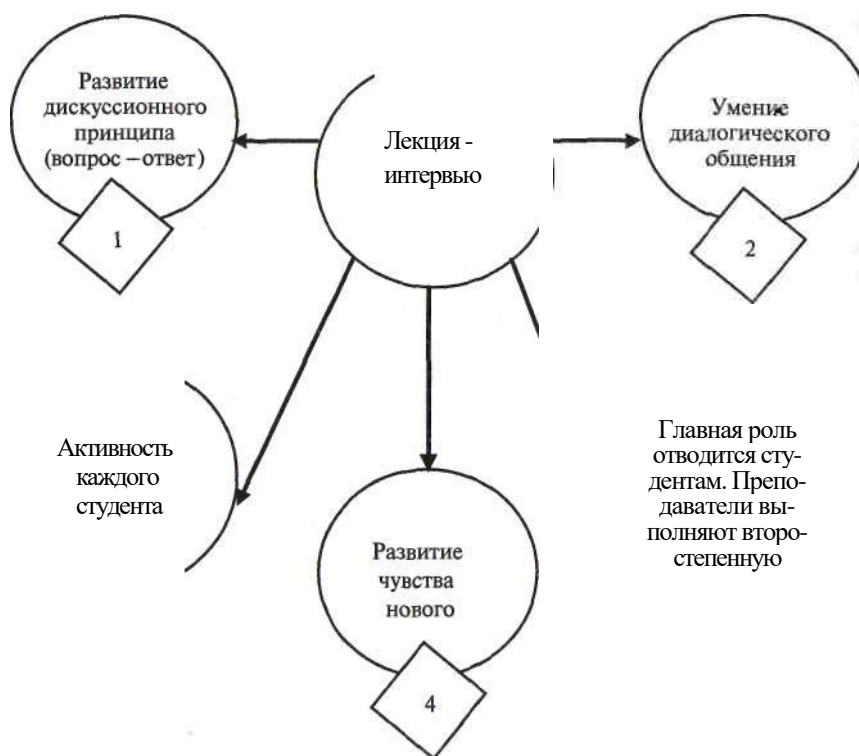 Развитие
дискуссионного
принципа
(вопрос – ответ)
1
Лекция -
интервью
Умение
диалогического
общения
2
Активность
каждого
студента
Развитие
чувства
нового
4
Главная роль
отводится сту-
дентам. Препо-
даватели вы-
полняют второ-
степенную